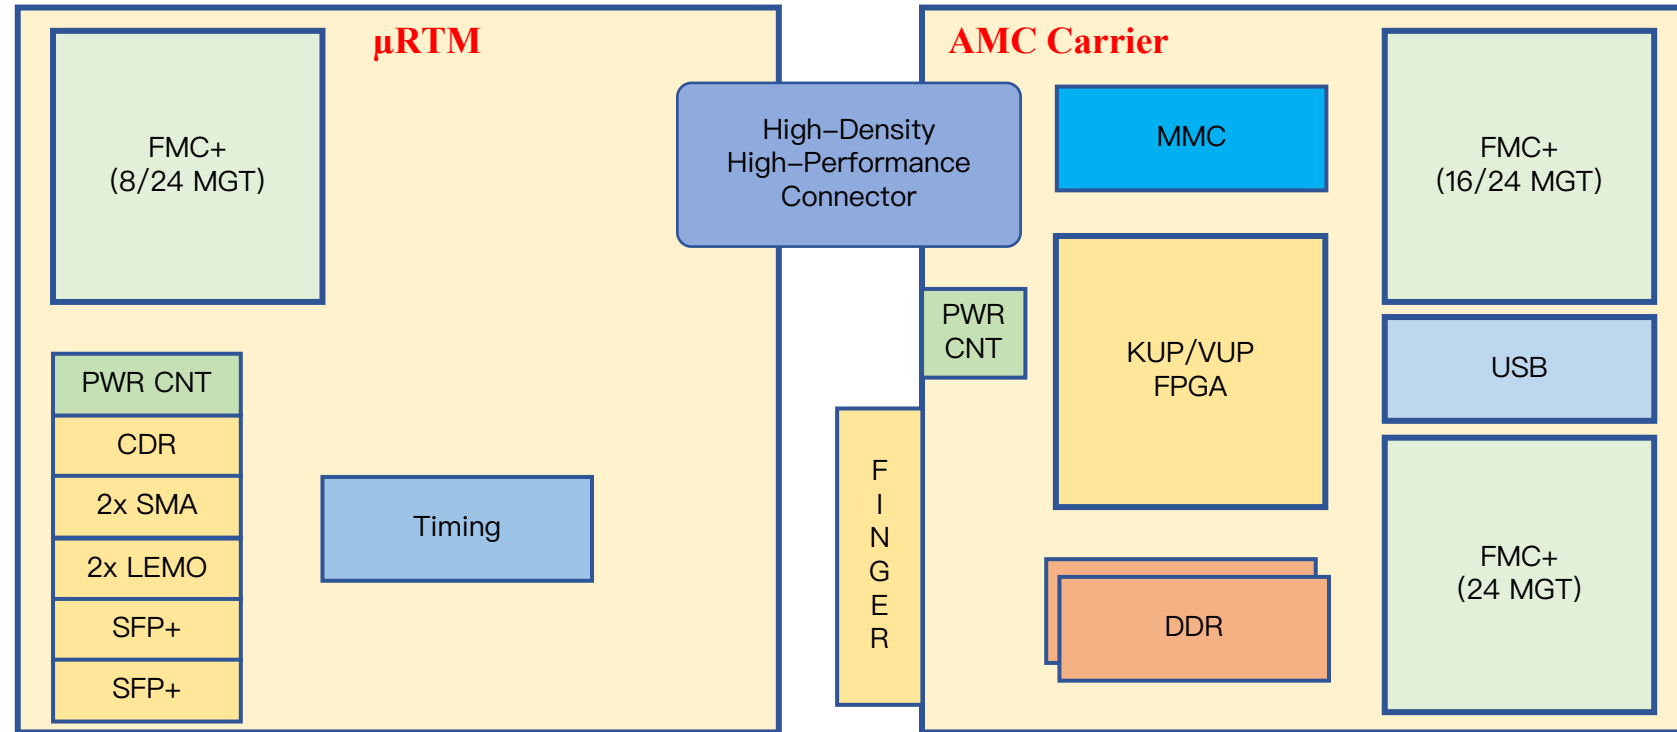 μRTM
FMC+
(8/24 MGT)
PWR CNT
CDR
2x SMA
2x LEMO
SFP+
SFP+
Timing
High–Density
High–Performance
Connector
AMC Carrier
MMC
PWR
CNT
KUP/VUP
FPGA
F
I
N
G
E
R
DDR
FMC+
(16/24 MGT)
USB
FMC+
(24 MGT)